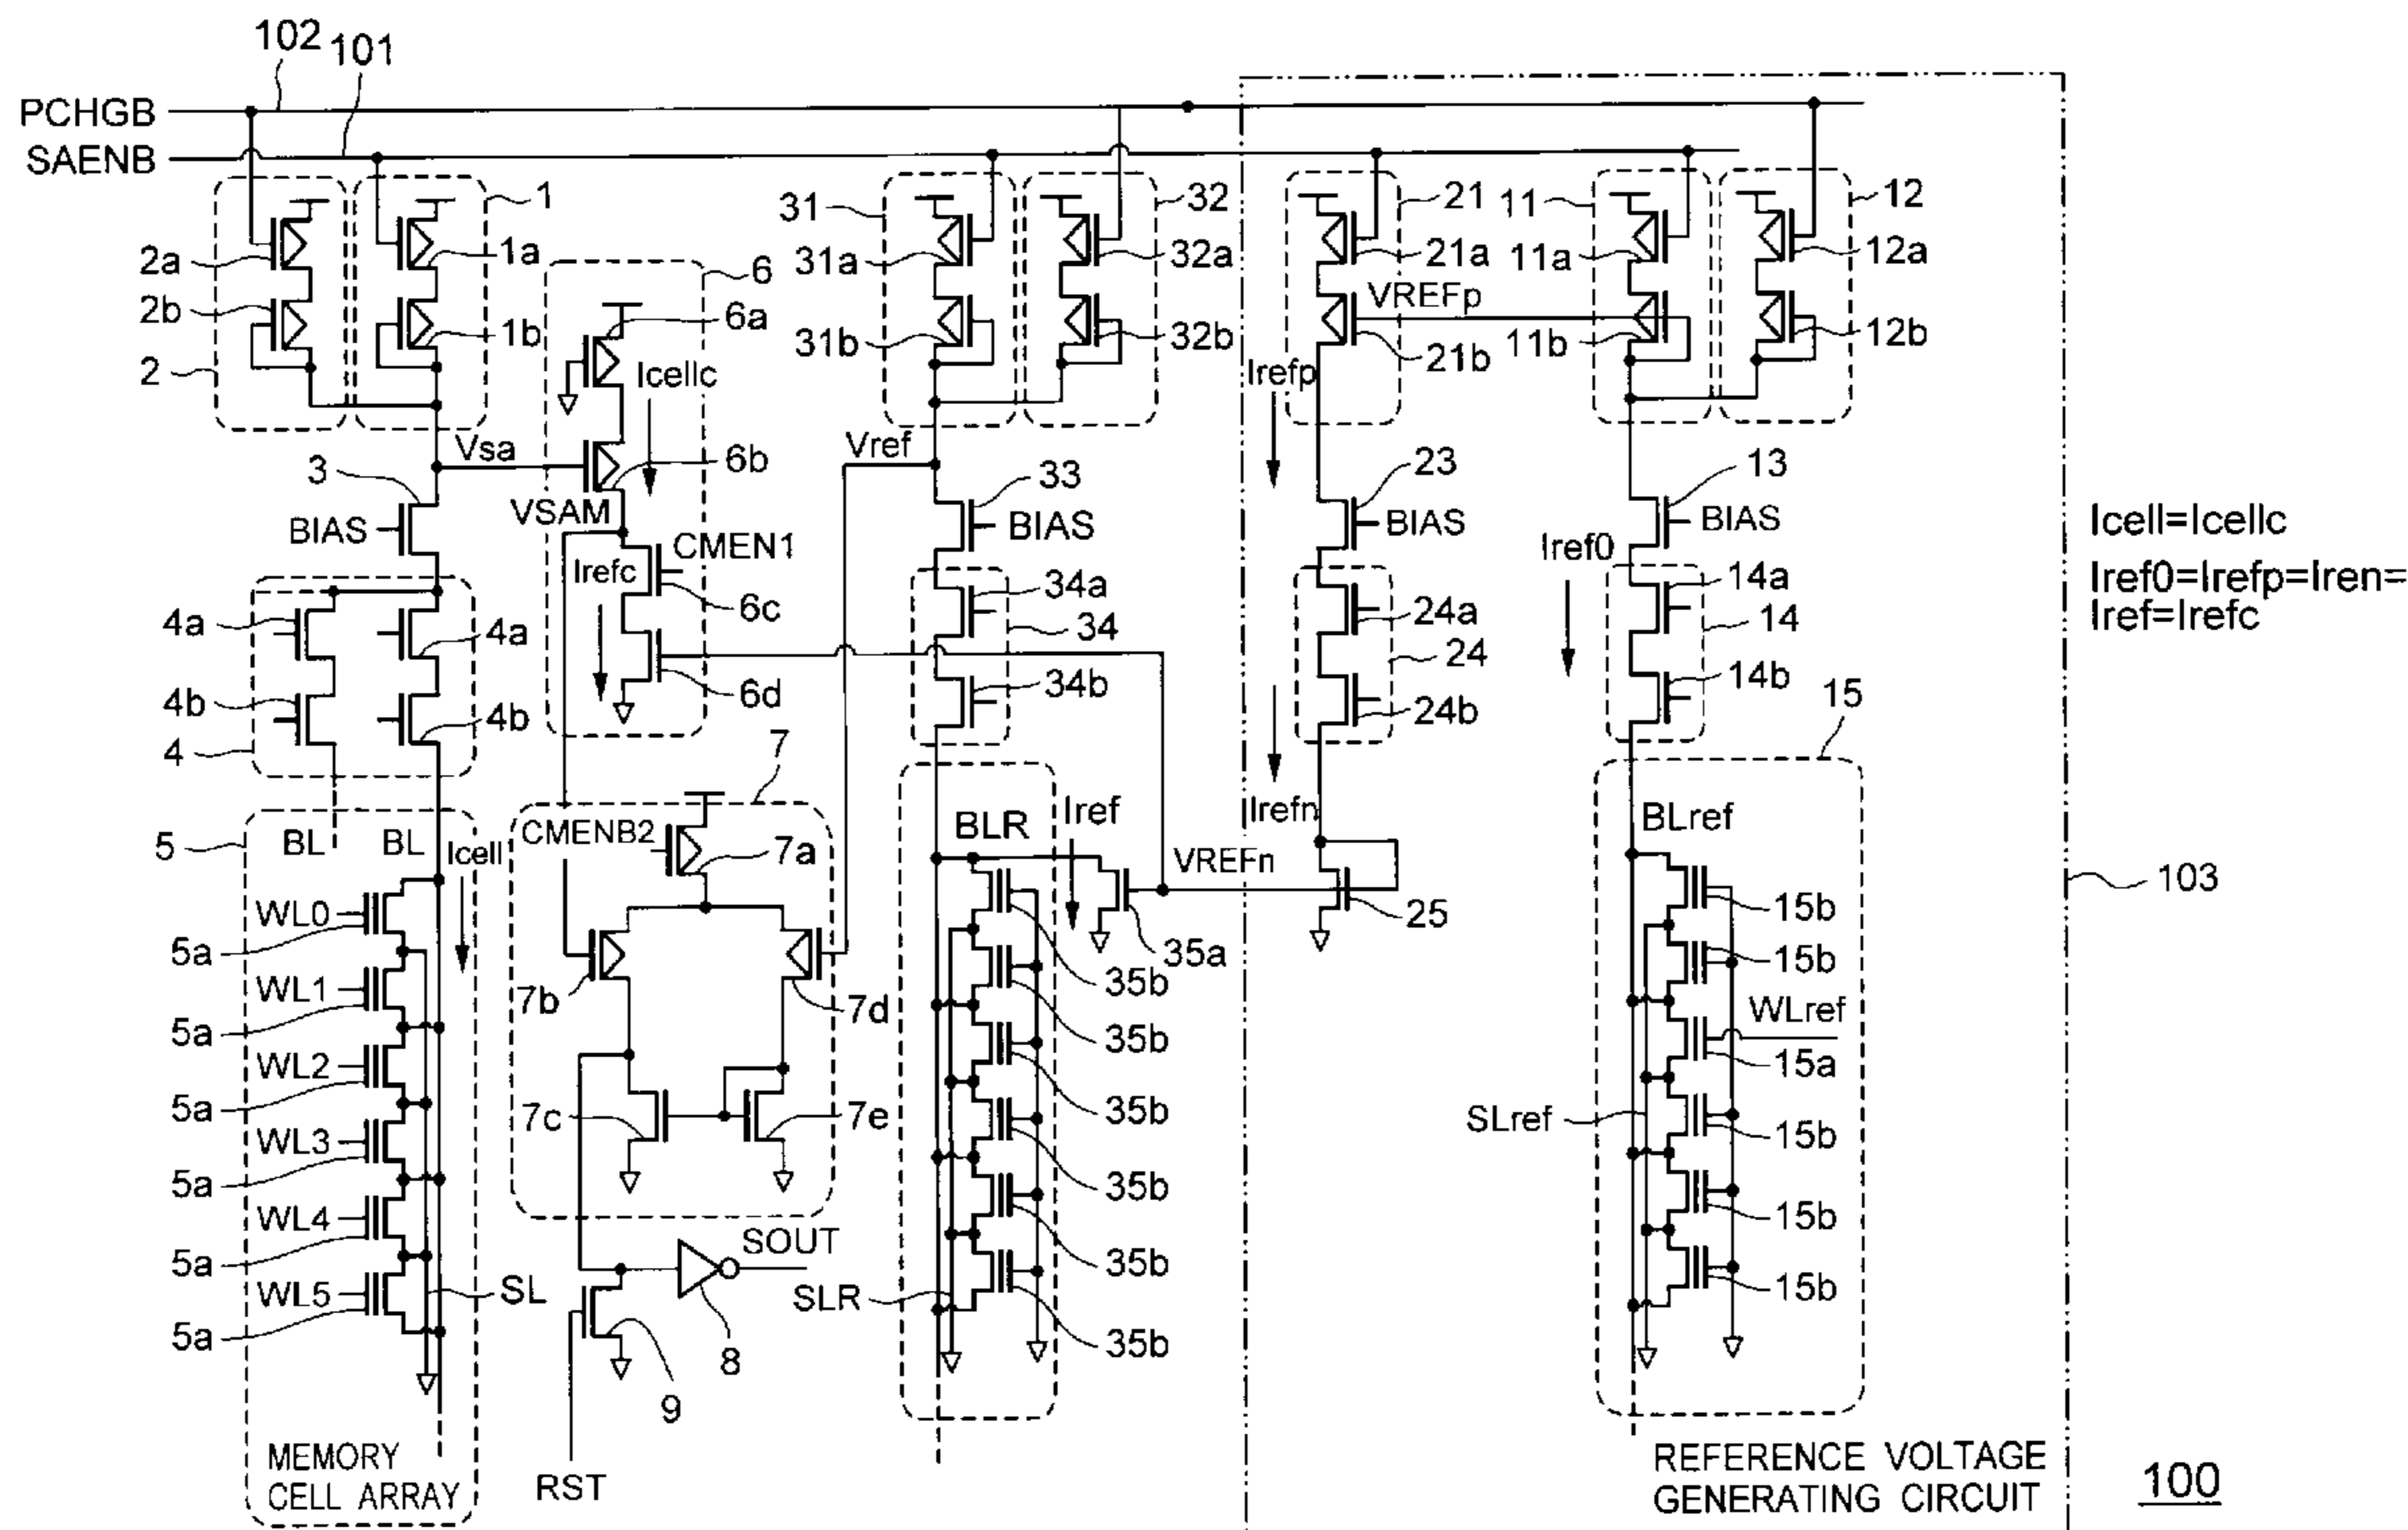 102 101
PCHGB
SAENB
1
31
32
21
11
12
2a
1a
31a
32a
21a
11a
12a
6
2b
1b
6a
31b
32b
VREFp
21b
11b
12b
2
Icellc
Irefp
Vsa
Vref
3
6b
33
23
13
BIAS
VSAM
BIAS
BIAS
BIAS
Icell=Icellc
CMEN1
Iref0
Irefc
34a
14a
Iref0=Irefp=Iren=
Iref=Irefc
4a
4a
6c
34
24a
24
14
4b
4b
6d
34b
24b
14b
4
7
15
5
BL
BL
Icell
CMENB2
7a
BLR
Iref
Irefn
BLref
VREFn
WL0
5a
35a
25
15b
103
WL1
5a
7b
7d
35b
15b
WLref
WL2
5a
35b
15a
7c
7e
35b
SLref
15b
WL3
5a
35b
15b
WL4
5a
SOUT
35b
15b
WL5
SL
5a
8
SLR
35b
9
RST
MEMORY
CELL ARRAY
REFERENCE VOLTAGE
GENERATING CIRCUIT
100